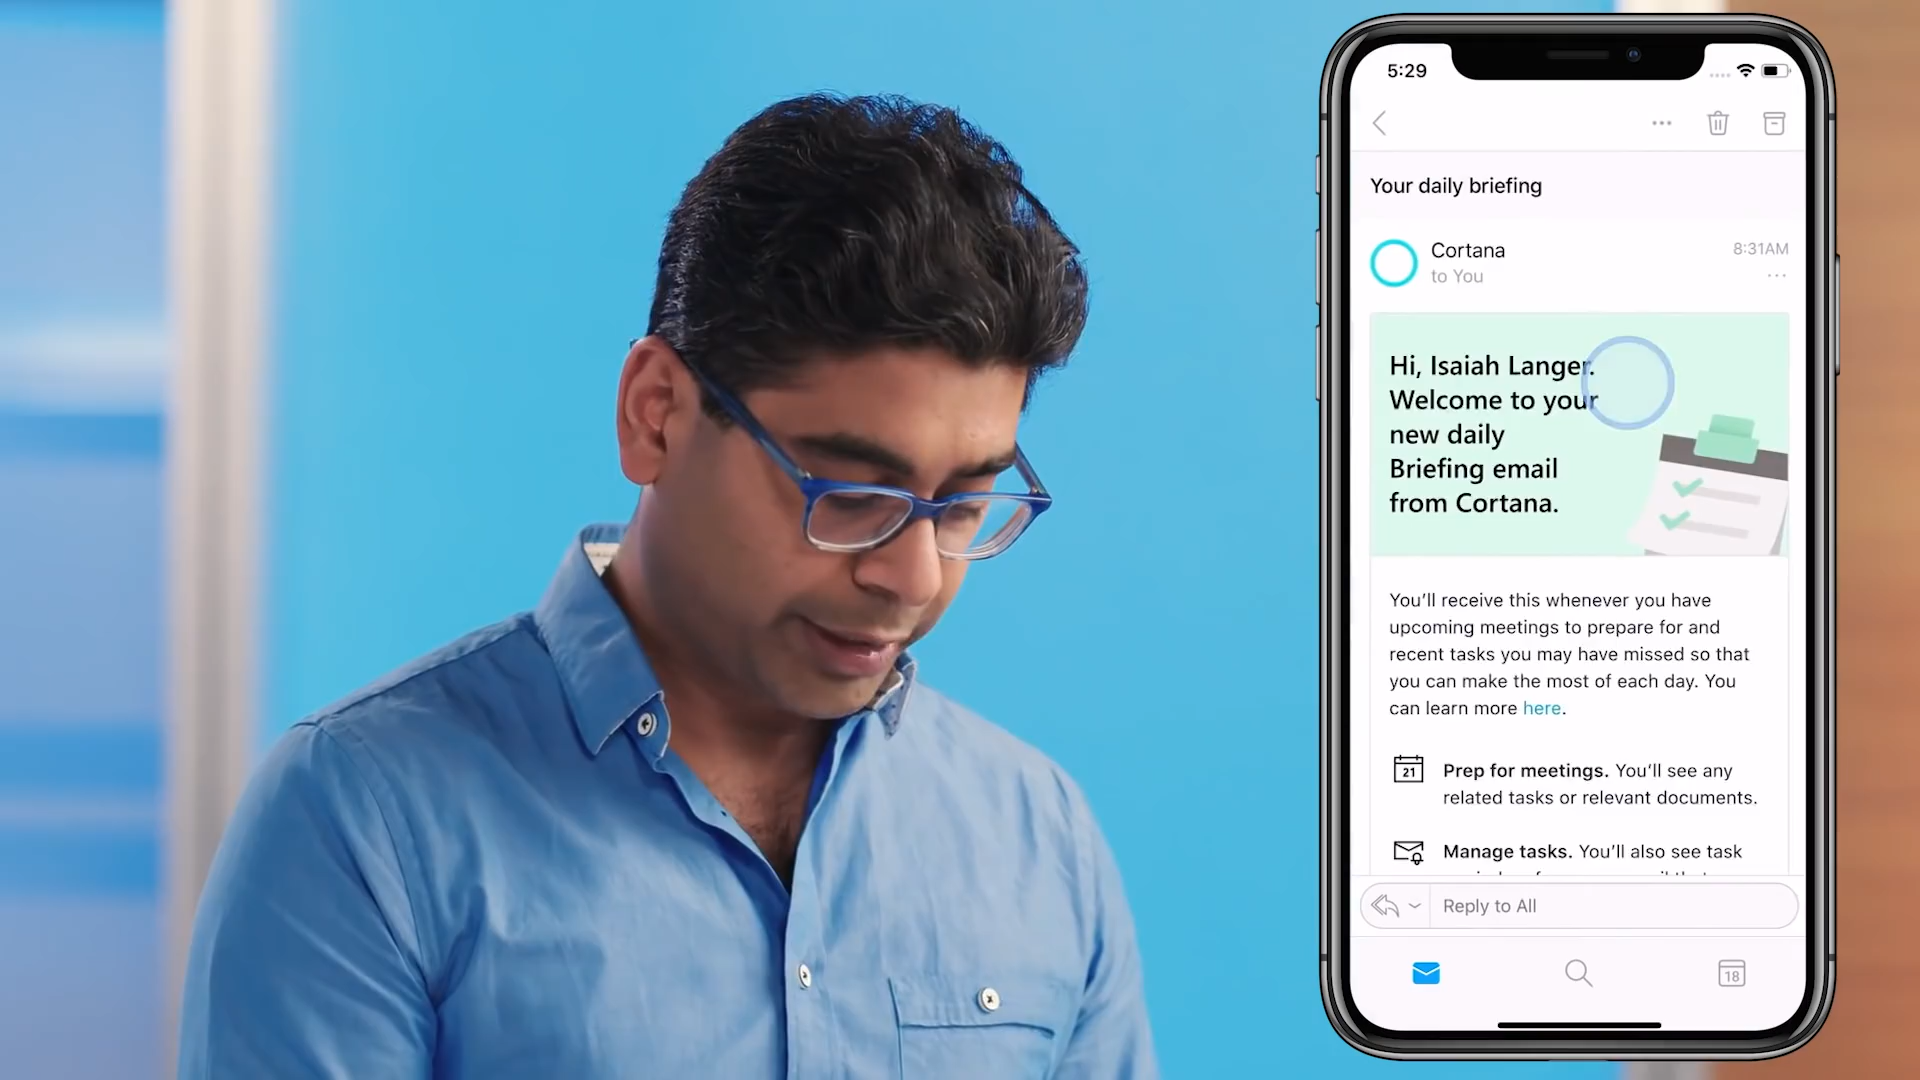 5:29
Your daily briefing
Cortana
8:31AM
to You
Hi, Isaiah Langer.
Welcome to your
new daily
Briefing email
from Cortana.
You'll receive this whenever you have
upcoming meetings to prepare for and
recent tasks you may have missed so that
you can make the most of each day. You
can learn more here.
21
Prep for meetings. You'll see any
related tasks or relevant documents.
Manage tasks. You'll also see task
Reply to All
18